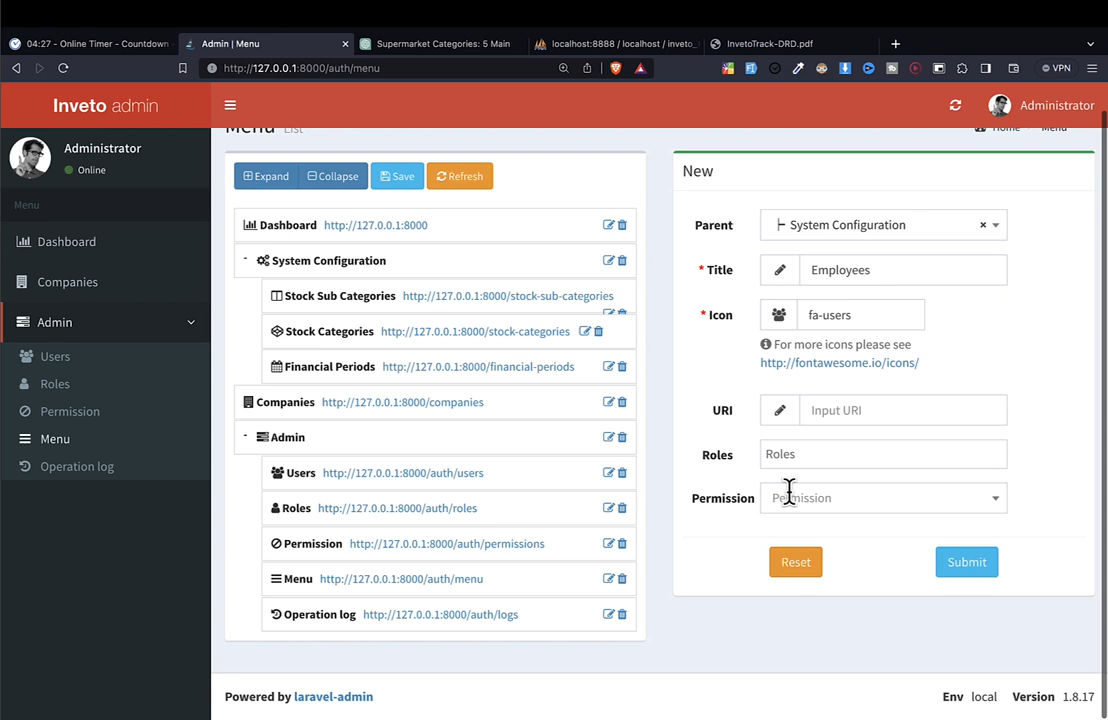 04:27 - Online Timer - Countdown
Admin | Menu
Supermarket Categories: 5 Main
localhost:8888 / localhost / inveto_
InvetoTrack-DRD.pdf
http://127.0.0.1:8000/auth/menu
VPN
Inveto admin
Administrator
Administrator
Online
Menu
Dashboard
Companies
Admin
Users
Roles
Permission
Menu
Operation log
Menu List
Home Menu
Expand Collapse Save Refresh
Dashboard http://127.0.0.1:8000
System Configuration
Stock Sub Categories http://127.0.0.1:8000/stock-sub-categories
Stock Categories http://127.0.0.1:8000/stock-categories
Financial Periods http://127.0.0.1:8000/financial-periods
Companies http://127.0.0.1:8000/companies
Admin
Users http://127.0.0.1:8000/auth/users
Roles http://127.0.0.1:8000/auth/roles
Permission http://127.0.0.1:8000/auth/permissions
Menu http://127.0.0.1:8000/auth/menu
Operation log http://127.0.0.1:8000/auth/logs
New
Parent ├ System Configuration
* Title Employees
* Icon fa-users
For more icons please see
http://fontawesome.io/icons/
URI Input URI
Roles Roles
Permission Permission
Reset Submit
Powered by laravel-admin
Env local Version 1.8.17